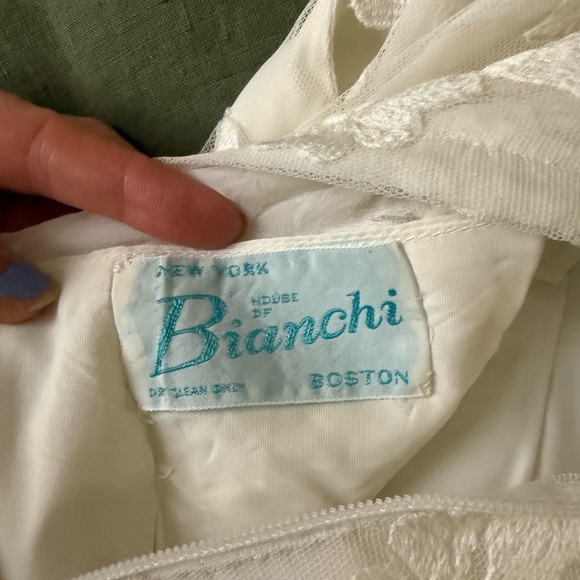 NEW YORK
HOUSE
OF
Bianchi
DRY CLEAN ONLY
BOSTON